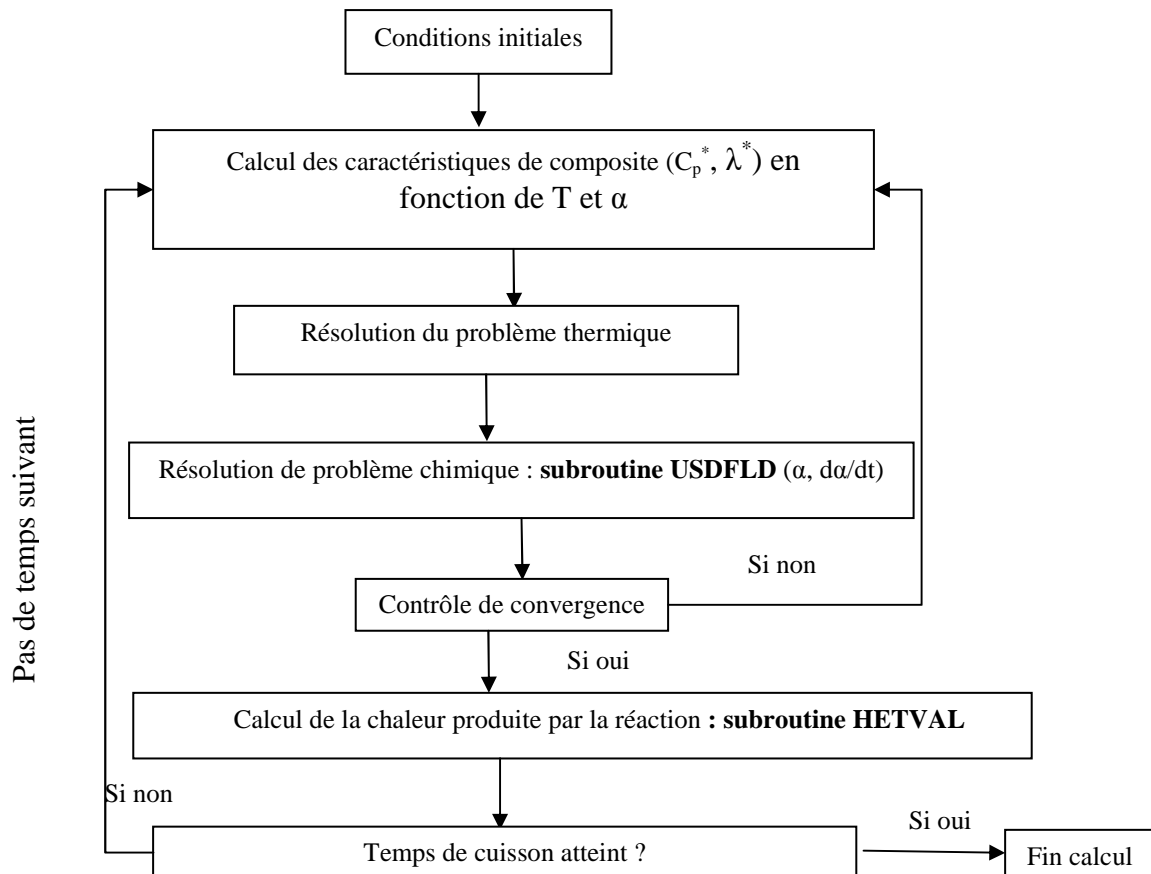 Conditions initiales
Calcul des caractéristiques de composite (Cp*, λ*) en
fonction de T et α
Résolution du problème thermique
Résolution de problème chimique : subroutine USDFLD (α, dα/dt)
Si non
Contrôle de convergence
Si oui
Calcul de la chaleur produite par la réaction : subroutine HETVAL
Pas de temps suivant
Si non
Temps de cuisson atteint ?
Si oui
Fin calcul